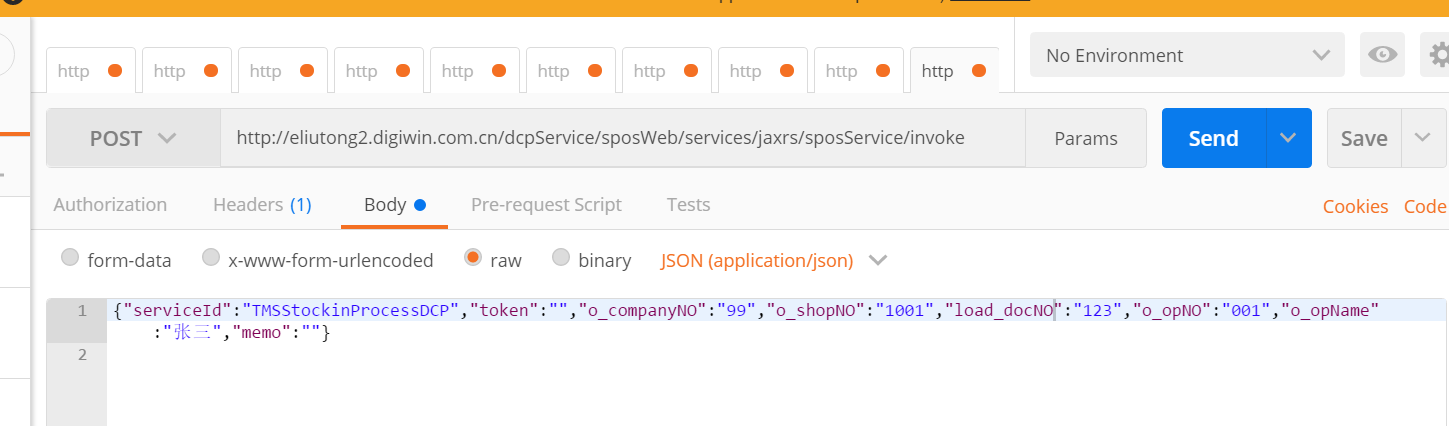 http http http http http http http http http http No Environment
POST http://eliutong2.digiwin.com.cn/dcpService/sposWeb/services/jaxrs/sposService/invoke Params Send Save
Authorization Headers (1) Body Pre-request Script Tests Cookies Code
form-data x-www-form-urlencoded raw binary JSON (application/json)
1 {"serviceId":"TMSStockinProcessDCP","token":"","o_companyNO":"99","o_shopNO":"1001","load_docNO":"123","o_opNO":"001","o_opName"
:"张三","memo":""}
2